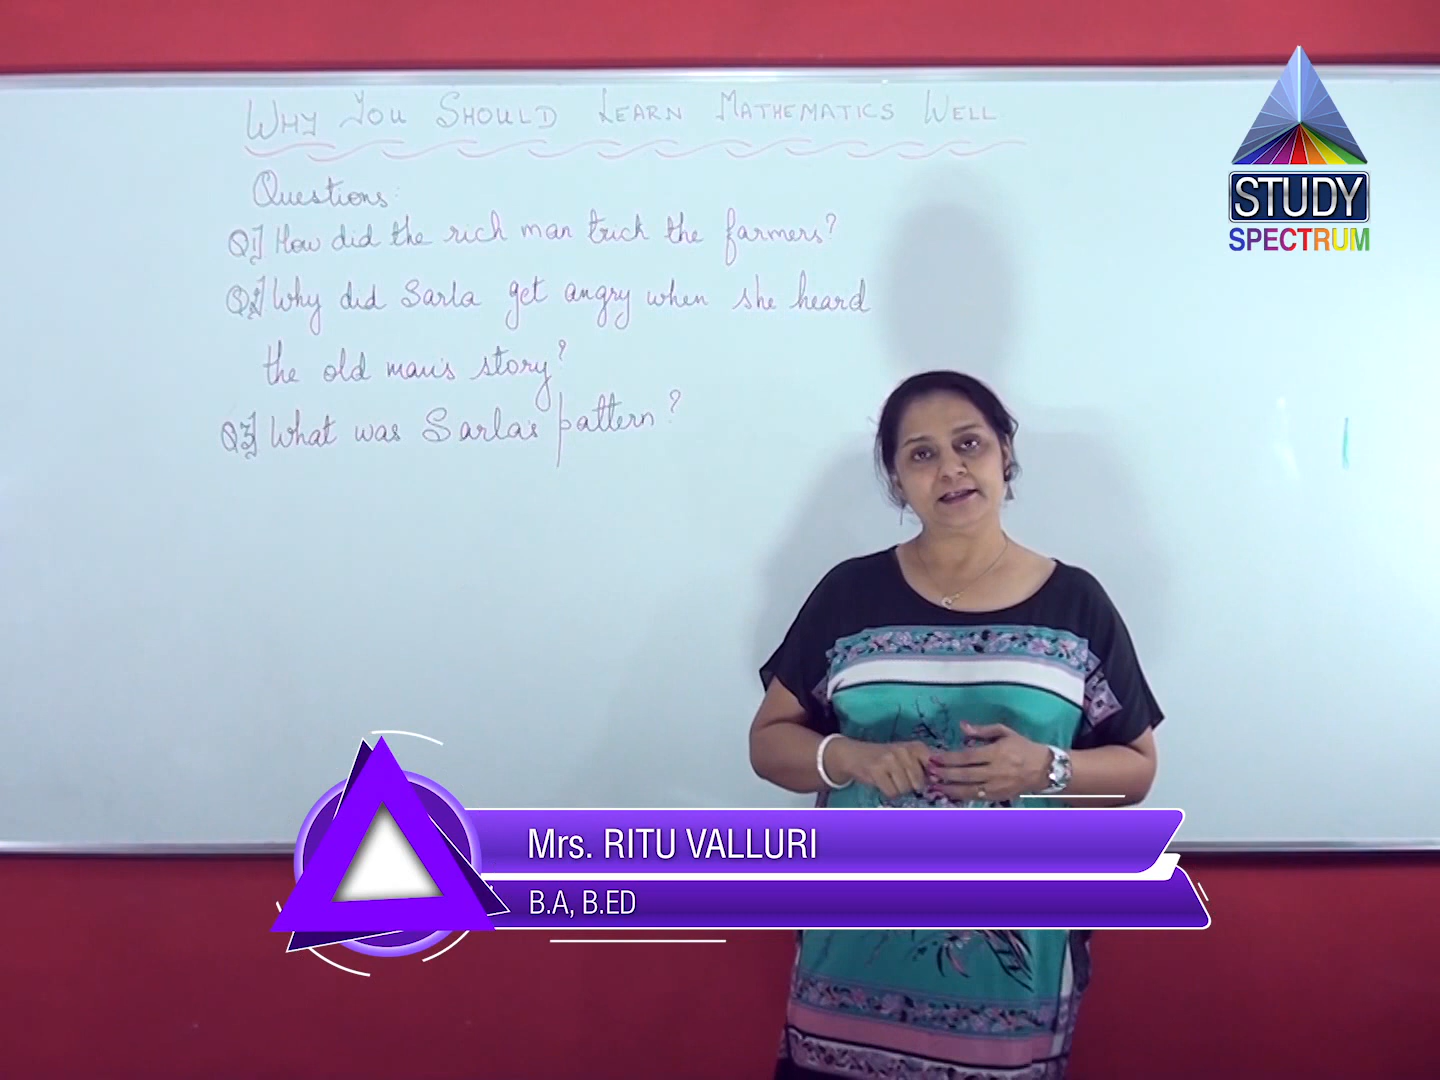 WHY YOU SHOULD LEARN MATHEMATICS WELL
Questions:
Q1] How did the rich man trick the farmers?
Q2] Why did Sarla get angry when she heard
the old man's story?
Q3] What was Sarla's pattern?
STUDY
SPECTRUM
Mrs. RITU VALLURI
B.A, B.ED